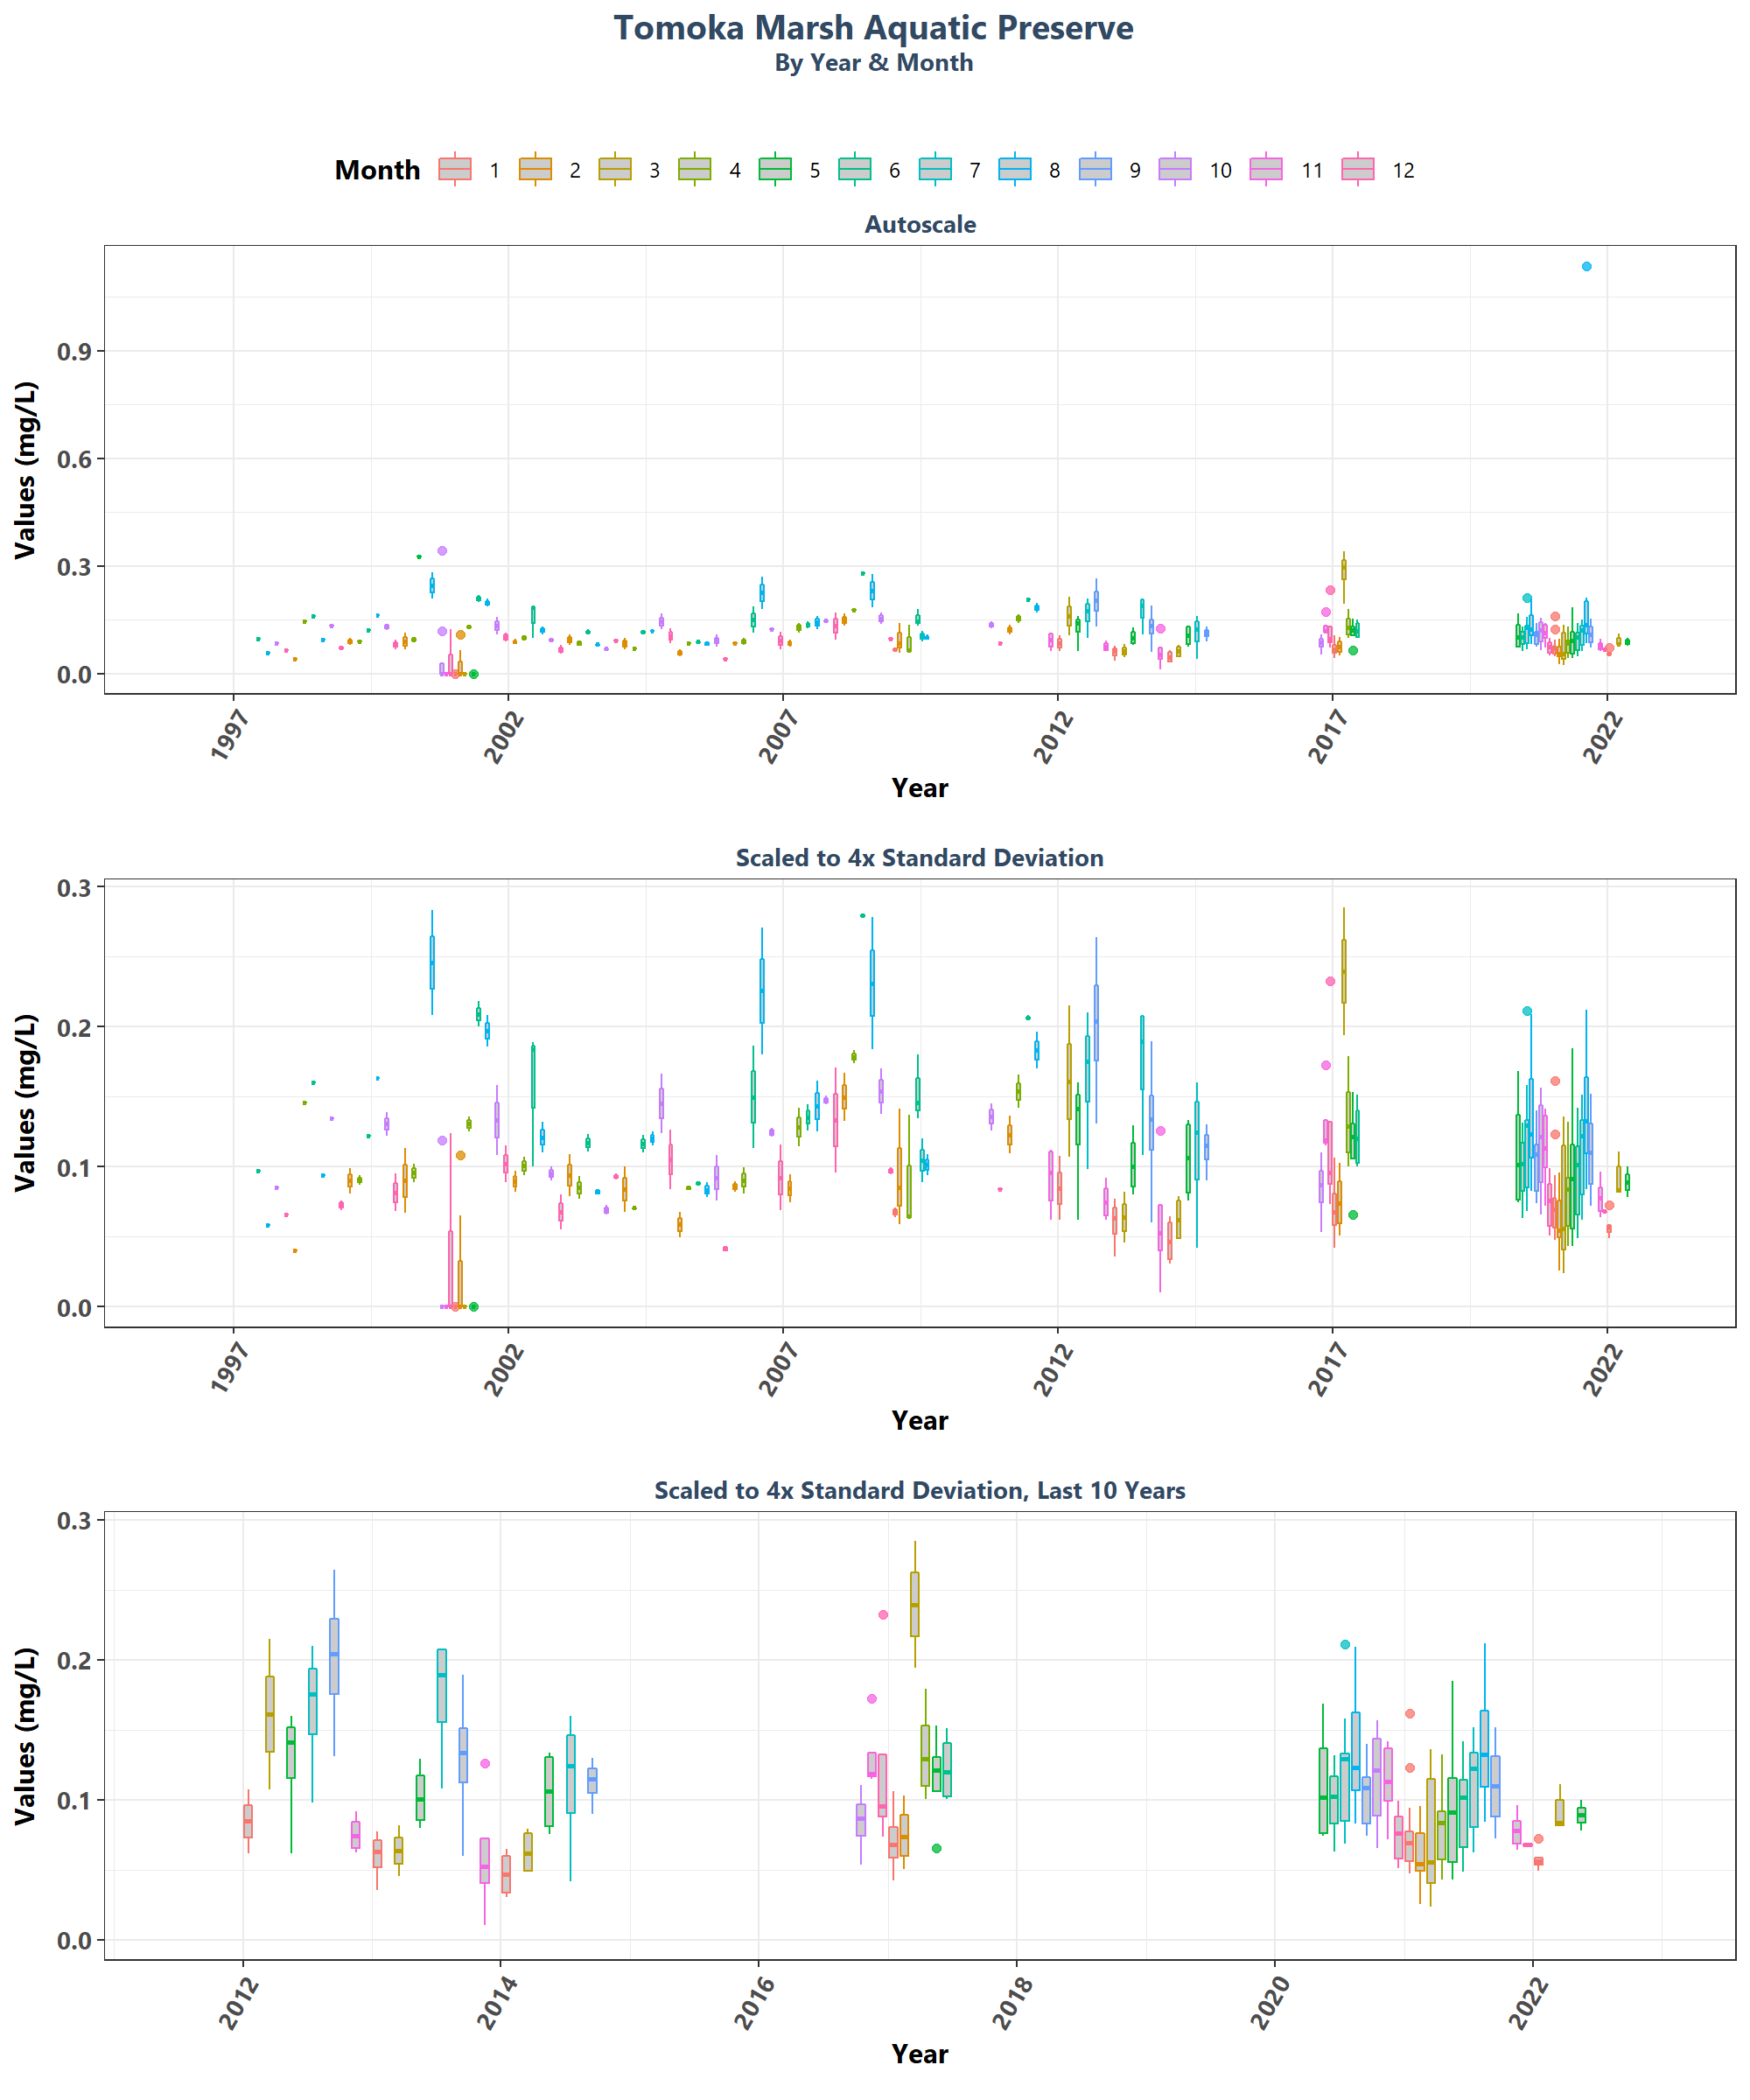 Tomoka Marsh Aquatic Preserve
By Year & Month
Month 1 2 3 4 5 6 7 8 9 10 11 12
Autoscale
Values (mg/L)
0.9
0.6
0.3
0.0
1997 2002 2007 2012 2017 2022
Year
Scaled to 4x Standard Deviation
Values (mg/L)
0.3
0.2
0.1
0.0
1997 2002 2007 2012 2017 2022
Year
Scaled to 4x Standard Deviation, Last 10 Years
Values (mg/L)
0.3
0.2
0.1
0.0
2012 2014 2016 2018 2020 2022
Year